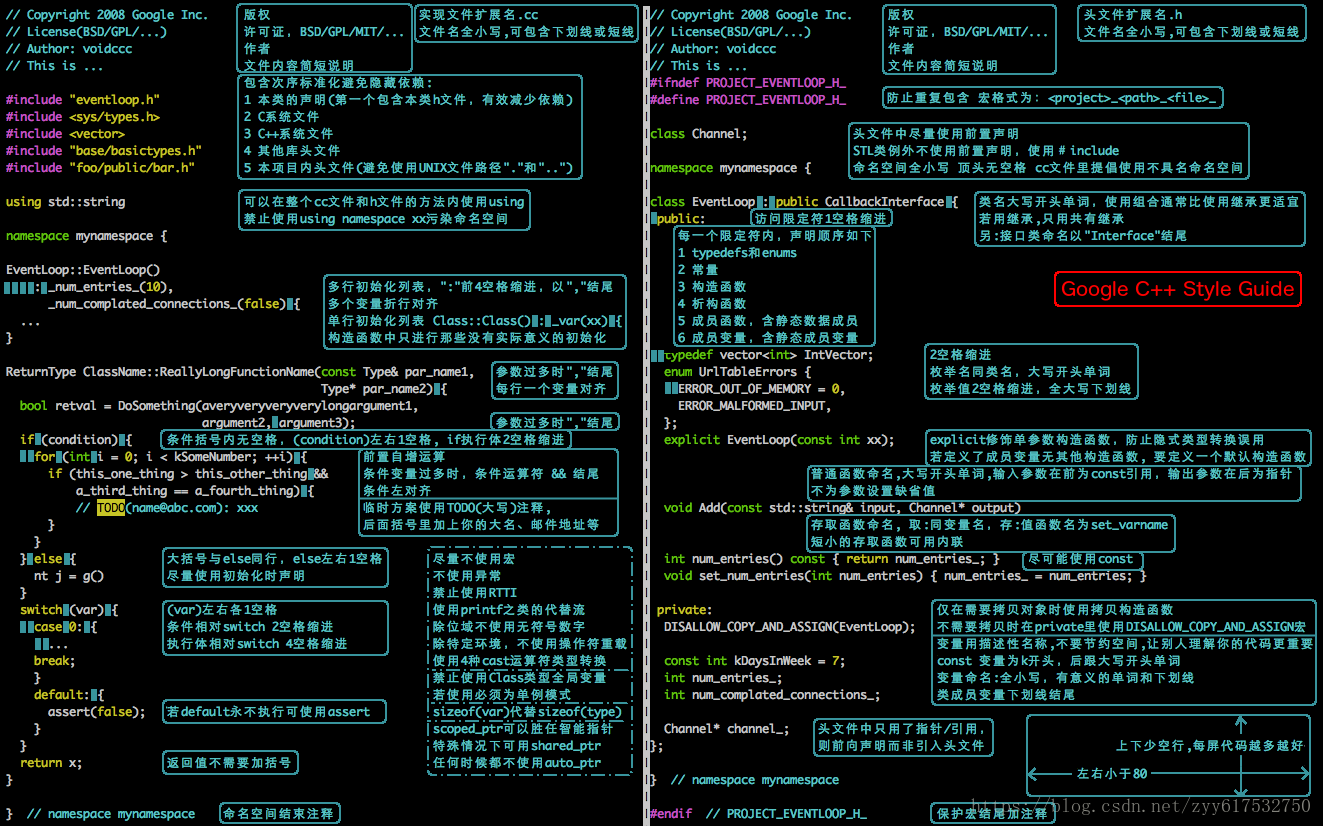 // Copyright 2008 Google Inc.
// License(BSD/GPL/...)
// Author: voidccc
// This is ...
版权
许可证, BSD/GPL/MIT/...
作者
文件内容简短说明
实现文件扩展名.cc
文件名全小写,可包含下划线或短线
#include "eventloop.h"
#include <sys/types.h>
#include <vector>
#include "base/basictypes.h"
#include "foo/public/bar.h"
包含次序标准化避免隐藏依赖:
1 本类的声明(第一个包含本类h文件, 有效减少依赖)
2 C系统文件
3 C++系统文件
4 其他库头文件
5 本项目内头文件(避免使用UNIX文件路径"."和"..")
using std::string
可以在整个cc文件和h文件的方法内使用using
禁止使用using namespace xx污染命名空间
namespace mynamespace {
EventLoop::EventLoop()
: _num_entries_(10),
_num_complated_connections_(false) {
...
}
多行初始化列表, ":"前4空格缩进, 以","结尾
多个变量折行对齐
单行初始化列表 Class::Class() : _var(xx) {
构造函数中只进行那些没有实际意义的初始化
ReturnType ClassName::ReallyLongFunctionName(const Type& par_name1,
Type* par_name2) {
参数过多时","结尾
每行一个变量对齐
bool retval = DoSomething(averyveryveryverylongargument1,
argument2, argument3);
参数过多时","结尾
if (condition) {
条件括号内无空格, (condition)左右1空格, if执行体2空格缩进
for (int i = 0; i < kSomeNumber; ++i) {
前置自增运算
if (this_one_thing > this_other_thing &&
a_third_thing == a_fourth_thing) {
条件变量过多时, 条件运算符 && 结尾
条件左对齐
// TODO(name@abc.com): xxx
临时方案使用TODO(大写)注释,
后面括号里加上你的大名、邮件地址等
}
}
} else {
nt j = g()
}
大括号与else同行, else左右1空格
尽量使用初始化时声明
switch (var) {
case 0: {
...
break;
}
(var)左右各1空格
条件相对switch 2空格缩进
执行体相对switch 4空格缩进
default: {
assert(false);
}
}
若default永不执行可使用assert
return x;
返回值不需要加括号
}
} // namespace mynamespace
命名空间结束注释
尽量不使用宏
不使用异常
禁止使用RTTI
使用printf之类的代替流
除位域不使用无符号数字
除特定环境, 不使用操作符重载
使用4种cast运算符类型转换
禁止使用Class类型全局变量
若使用必须为单例模式
sizeof(var)代替sizeof(type)
scoped_ptr可以胜任智能指针
特殊情况下可用shared_ptr
任何时候都不使用auto_ptr
// Copyright 2008 Google Inc.
// License(BSD/GPL/...)
// Author: voidccc
// This is ...
版权
许可证, BSD/GPL/MIT/...
作者
文件内容简短说明
头文件扩展名.h
文件名全小写,可包含下划线或短线
#ifndef PROJECT_EVENTLOOP_H_
#define PROJECT_EVENTLOOP_H_
防止重复包含 宏格式为: <project>_<path>_<file>_
class Channel;
namespace mynamespace {
头文件中尽量使用前置声明
STL类例外不使用前置声明, 使用#include
命名空间全小写 顶头无空格 cc文件里提倡使用不具名命名空间
class EventLoop : public CallbackInterface {
public:
访问限定符1空格缩进
类名大写开头单词, 使用组合通常比使用继承更适宜
若用继承,只用共有继承
另:接口类命名以"Interface"结尾
每一个限定符内, 声明顺序如下
1 typedefs和enums
2 常量
3 构造函数
4 析构函数
5 成员函数, 含静态数据成员
6 成员变量, 含静态成员变量
Google C++ Style Guide
typedef vector<int> IntVector;
enum UrlTableErrors {
ERROR_OUT_OF_MEMORY = 0,
ERROR_MALFORMED_INPUT,
};
2空格缩进
枚举名同类名, 大写开头单词
枚举值2空格缩进, 全大写下划线
explicit EventLoop(const int xx);
explicit修饰单参数构造函数, 防止隐式类型转换误用
若定义了成员变量无其他构造函数, 要定义一个默认构造函数
普通函数命名,大写开头单词,输入参数在前为const引用, 输出参数在后为指针
不为参数设置缺省值
void Add(const std::string& input, Channel* output)
存取函数命名, 取:同变量名, 存:值函数名为set_varname
短小的存取函数可用内联
int num_entries() const { return num_entries_; }
尽可能使用const
void set_num_entries(int num_entries) { num_entries_ = num_entries; }
private:
DISALLOW_COPY_AND_ASSIGN(EventLoop);
仅在需要拷贝对象时使用拷贝构造函数
不需要拷贝时在private里使用DISALLOW_COPY_AND_ASSIGN宏
const int kDaysInWeek = 7;
int num_entries_;
int num_complated_connections_;
变量用描述性名称,不要节约空间,让别人理解你的代码更重要
const 变量为k开头, 后跟大写开头单词
变量命名:全小写, 有意义的单词和下划线
类成员变量下划线结尾
Channel* channel_;
};
头文件中只用了指针/引用,
则前向声明而非引入头文件
上下少空行,每屏代码越多越好
左右小于80
} // namespace mynamespace
#endif // PROJECT_EVENTLOOP_H_
保护宏结尾加注释
https://blog.csdn.net/zyy617532750